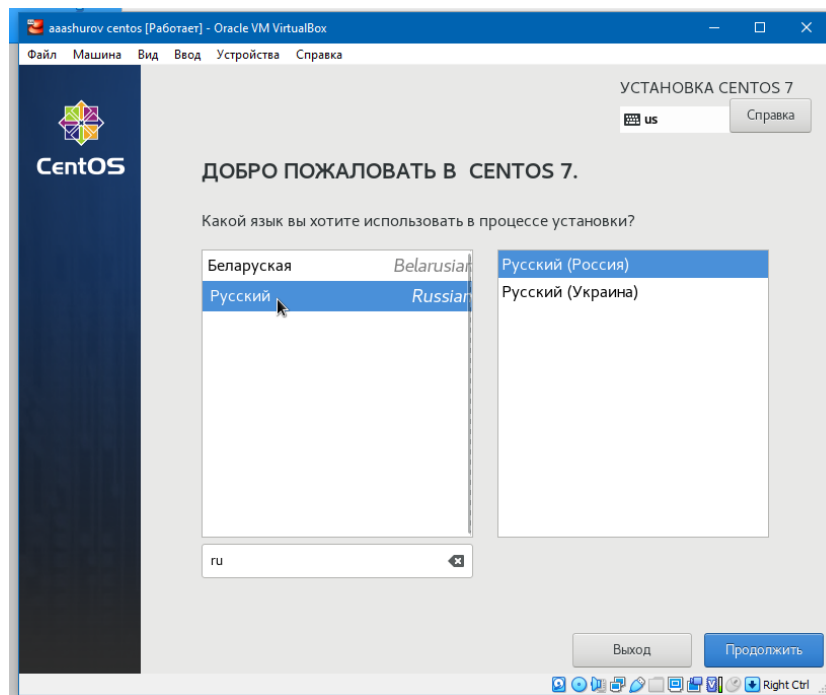 aaashurov centos [Работает] - Oracle VM VirtualBox
Файл Машина Вид Ввод Устройства Справка
УСТАНОВКА CENTOS 7
us
Справка
CentOS
ДОБРО ПОЖАЛОВАТЬ В CENTOS 7.
Какой язык вы хотите использовать в процессе установки?
Беларуская Belarusian
Русский Russian
Русский (Россия)
Русский (Украина)
ru
Выход
Продолжить
Right Ctrl